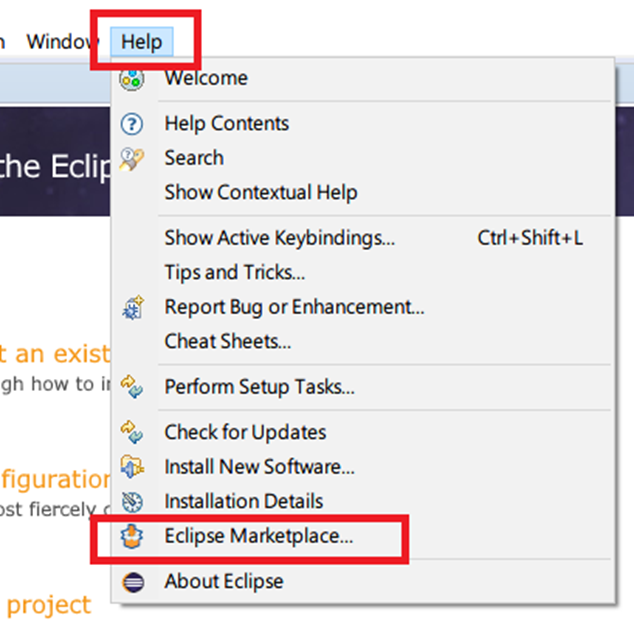 Window Help
Welcome
Help Contents
the Eclip
Search
Show Contextual Help
Show Active Keybindings... Ctrl+Shift+L
Tips and Tricks...
Report Bug or Enhancement...
Cheat Sheets...
t an exist
gh how to i
Perform Setup Tasks...
Check for Updates
Install New Software...
figuration
Installation Details
ost fiercely
Eclipse Marketplace...
About Eclipse
project